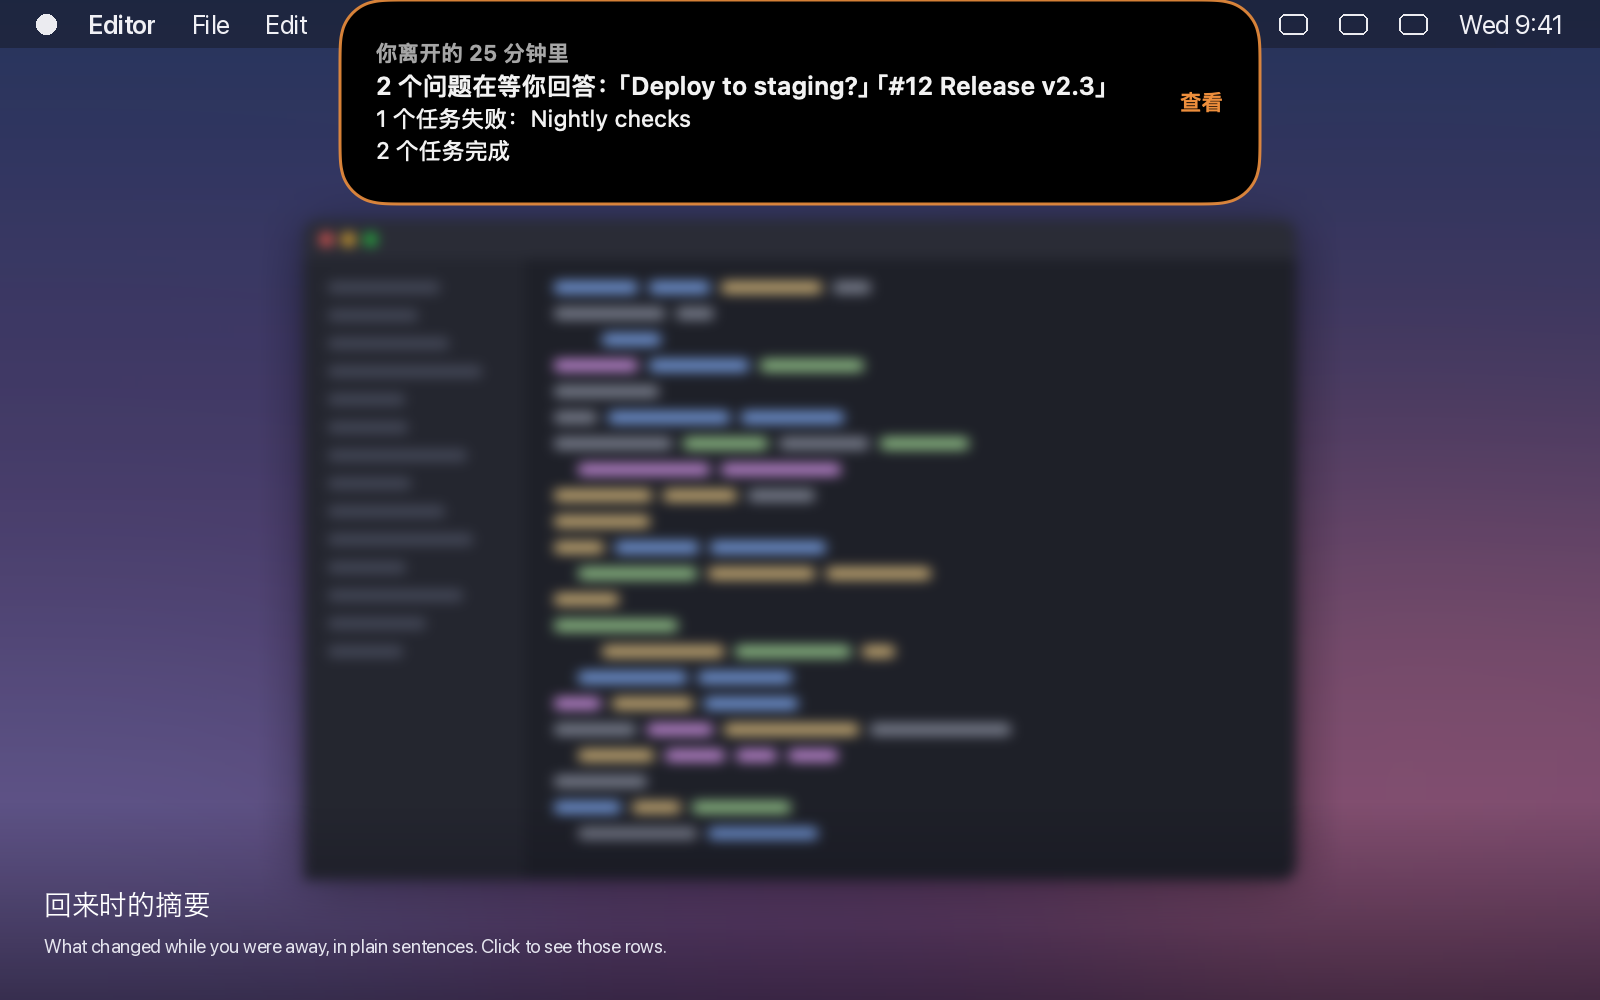 Editor File Edit Wed 9:41
你离开的 25 分钟里
2 个问题在等你回答：「Deploy to staging?」「#12 Release v2.3」
1 个任务失败：Nightly checks
2 个任务完成
查看
回来时的摘要
What changed while you were away, in plain sentences. Click to see those rows.